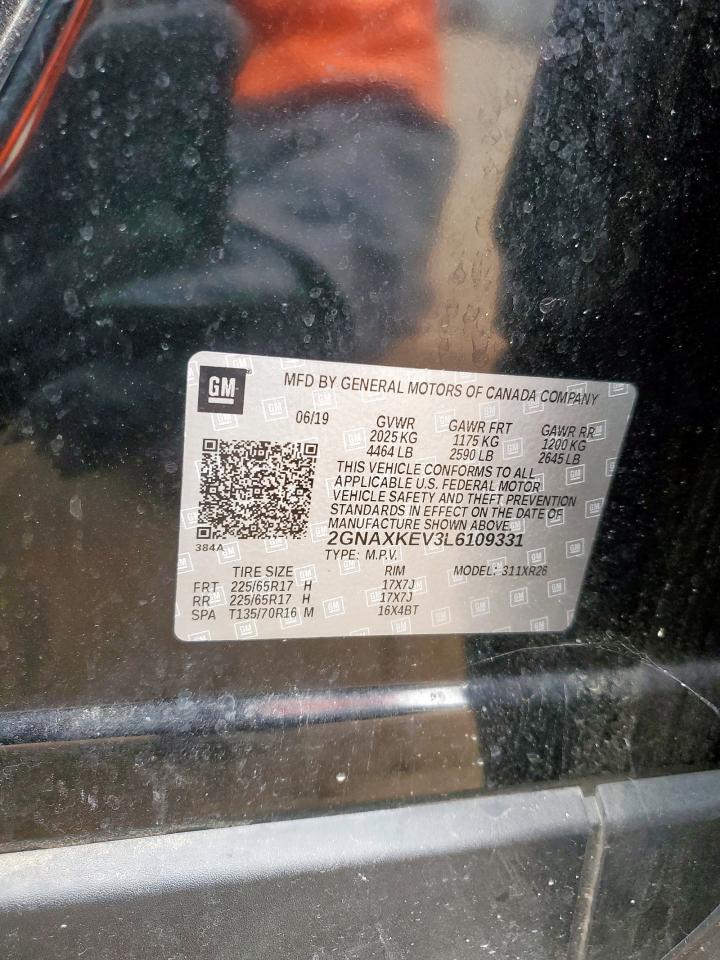 GM
MFD BY GENERAL MOTORS OF CANADA COMPANY
06/19 GVWR GAWR FRT GAWR RR
2025 KG 1175 KG 1200 KG
4464 LB 2590 LB 2645 LB
THIS VEHICLE CONFORMS TO ALL
APPLICABLE U.S. FEDERAL MOTOR
VEHICLE SAFETY AND THEFT PREVENTION
STANDARDS IN EFFECT ON THE DATE OF
MANUFACTURE SHOWN ABOVE.
384A
2GNAXKEV3L6109331
TYPE: M.P.V.
TIRE SIZE RIM MODEL: 311XR26
FRT 225/65R17 H 17X7J
RR 225/65R17 H 17X7J
SPA T135/70R16 M 16X4BT